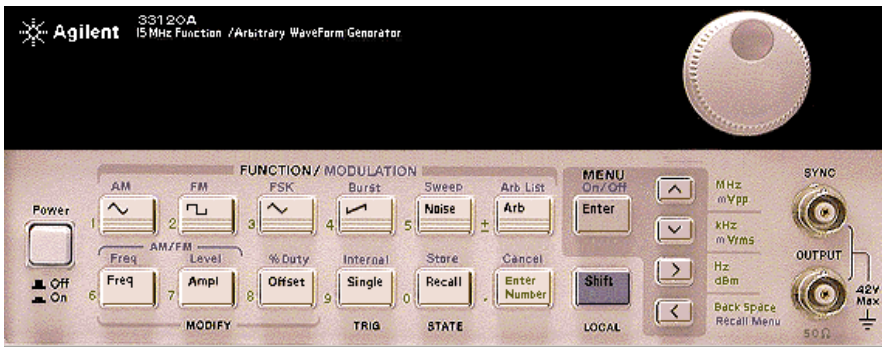 Agilent
33120A
15 MHz Function / Arbitrary WaveForm Generator
FUNCTION / MODULATION
AM FM FSK Burst Sweep Arb List
MENU
On/Off
Power
1 2 3 4 5 Noise ± Arb
Enter
MHz
mVpp
kHz
mVrms
SYNC
AM/FM
Freq Level % Duty Internal Store Cancel
Off
On
6 Freq 7 Ampl 8 Offset 9 Single 0 Recall . Enter Number
Shift
Hz
dBm
Back Space
Recall Menu
OUTPUT
42V
Max
MODIFY TRIG STATE LOCAL
50Ω